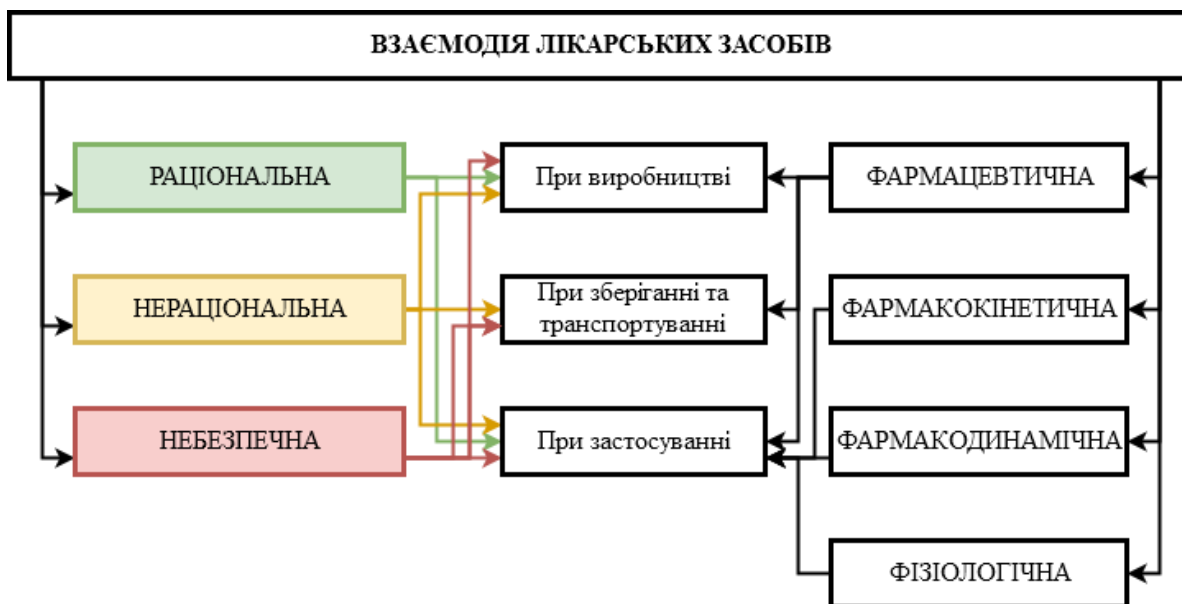 ВЗАЄМОДІЯ ЛІКАРСЬКИХ ЗАСОБІВ
РАЦІОНАЛЬНА
При виробництві
ФАРМАЦЕВТИЧНА
НЕРАЦІОНАЛЬНА
При зберіганні та
транспортуванні
ФАРМАКОКІНЕТИЧНА
НЕБЕЗПЕЧНА
При застосуванні
ФАРМАКОДИНАМІЧНА
ФІЗІОЛОГІЧНА